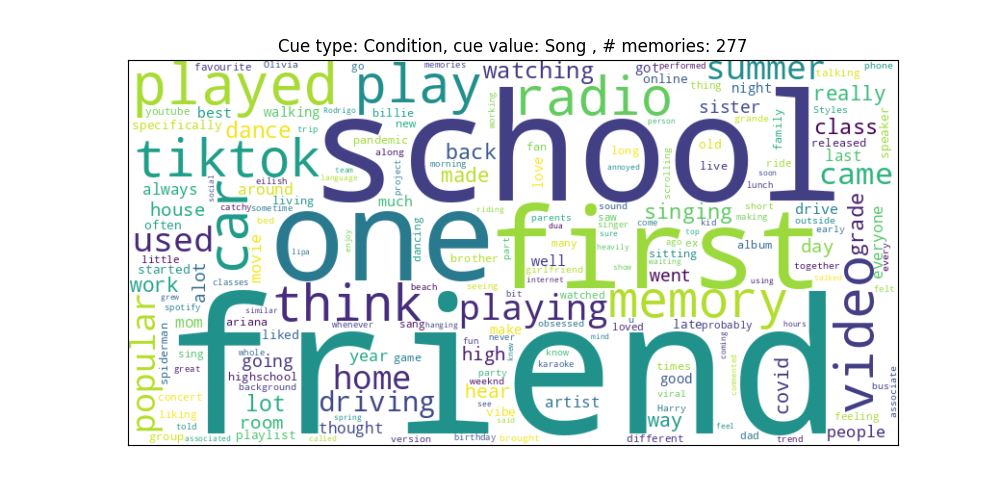 Cue type: Condition, cue value: Song , # memories: 277
favourite Olivia go memories watching got performed summer talking phone
played play radio online thing night really
youtube best walking Rodrigo billie working sister grande Styles
specifically dance trip new person family class speaker
tiktok pandemic along back fan love long old live released last
school
eilish language morning project made team annoyed scrolling ride lunch soon came
always around social living much
house catchy sometime dancing riding sound saw singer sure singing kid short making drive outside early everyone
car one first
used bed lipa enjoy brother parents dua many part come heavily ago top ex album day together grade every
little movie well girlfriend internet show sitting waiting went using talked felt
started work alot classes beach seeing watched
grew spotify similar think playing bit memory video
popular mom ariana whenever sang hanging obsessed u loved late probably hours
spiderman sing liked fun never make knew mind coming
friend
great whole going year game high know karaoke times good viral commented covid bus associate
highschool background home party weeknd hear
concert liking lot driving see vibe said artist Harry way feel feeling
told room spring thought
group associated playlist called version birthday brought different dad trend people